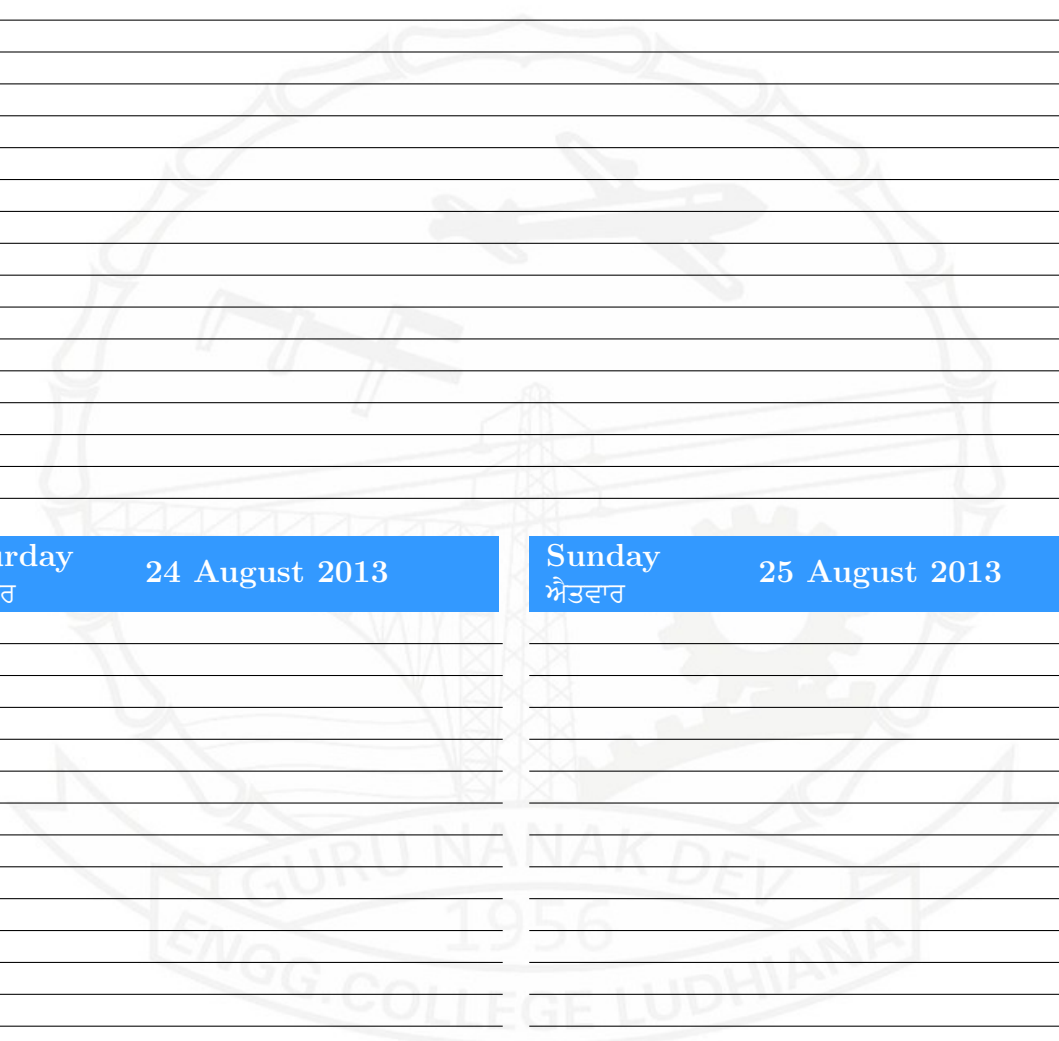 urday
ਰ
24 August 2013
Sunday
ਐਤਵਾਰ
25 August 2013
GURU NANAK DEV
1956
ENGG.COLLEGE LUDHIANA